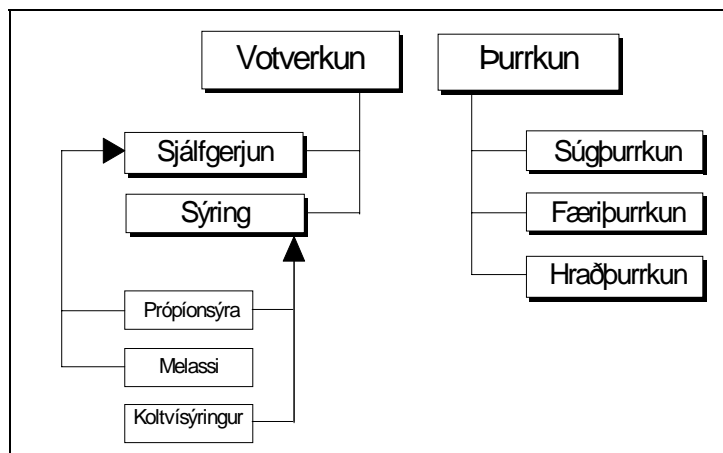 Votverkun
Þurrkun
Sjálfgerjun
Sýring
Própíonsýra
Melassi
Koltvísýringur
Súgþurrkun
Færiþurrkun
Hraðþurrkun